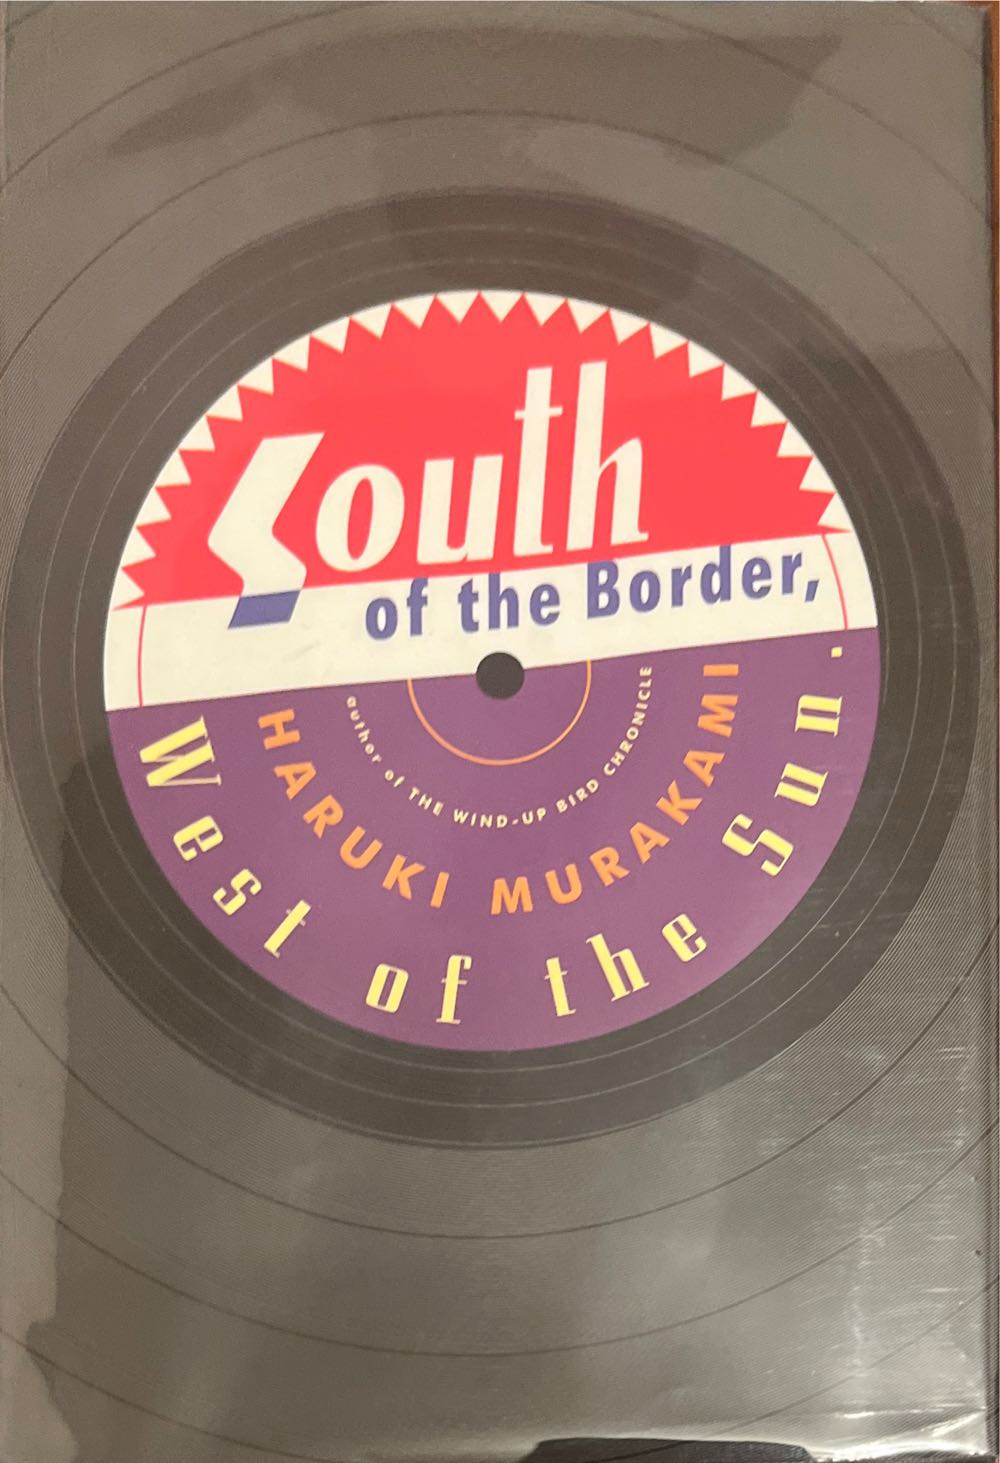 South
of the Border,
West of the Sun.
HARUKI MURAKAMI
author of THE WIND-UP BIRD CHRONICLE